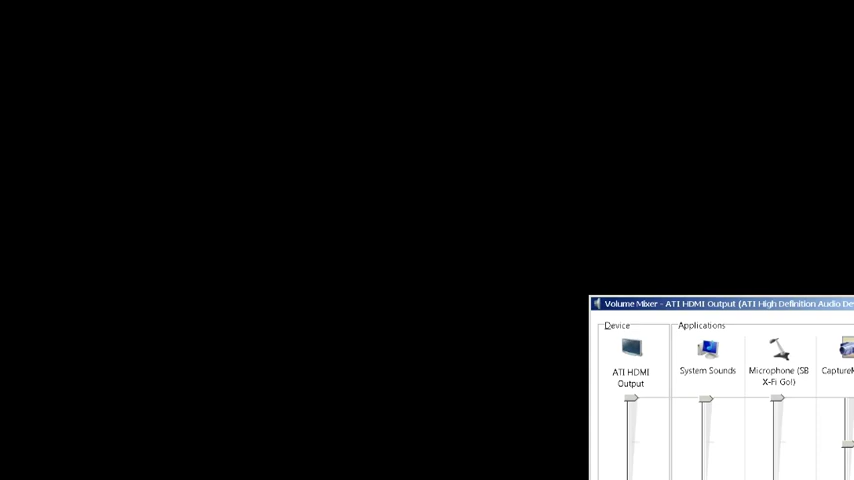 Volume Mixer - ATI HDMI Output (ATI High Definition Audio De
Device
Applications
ATI HDMI
Output
System Sounds
Microphone (SB
X-Fi Go!)
Capture